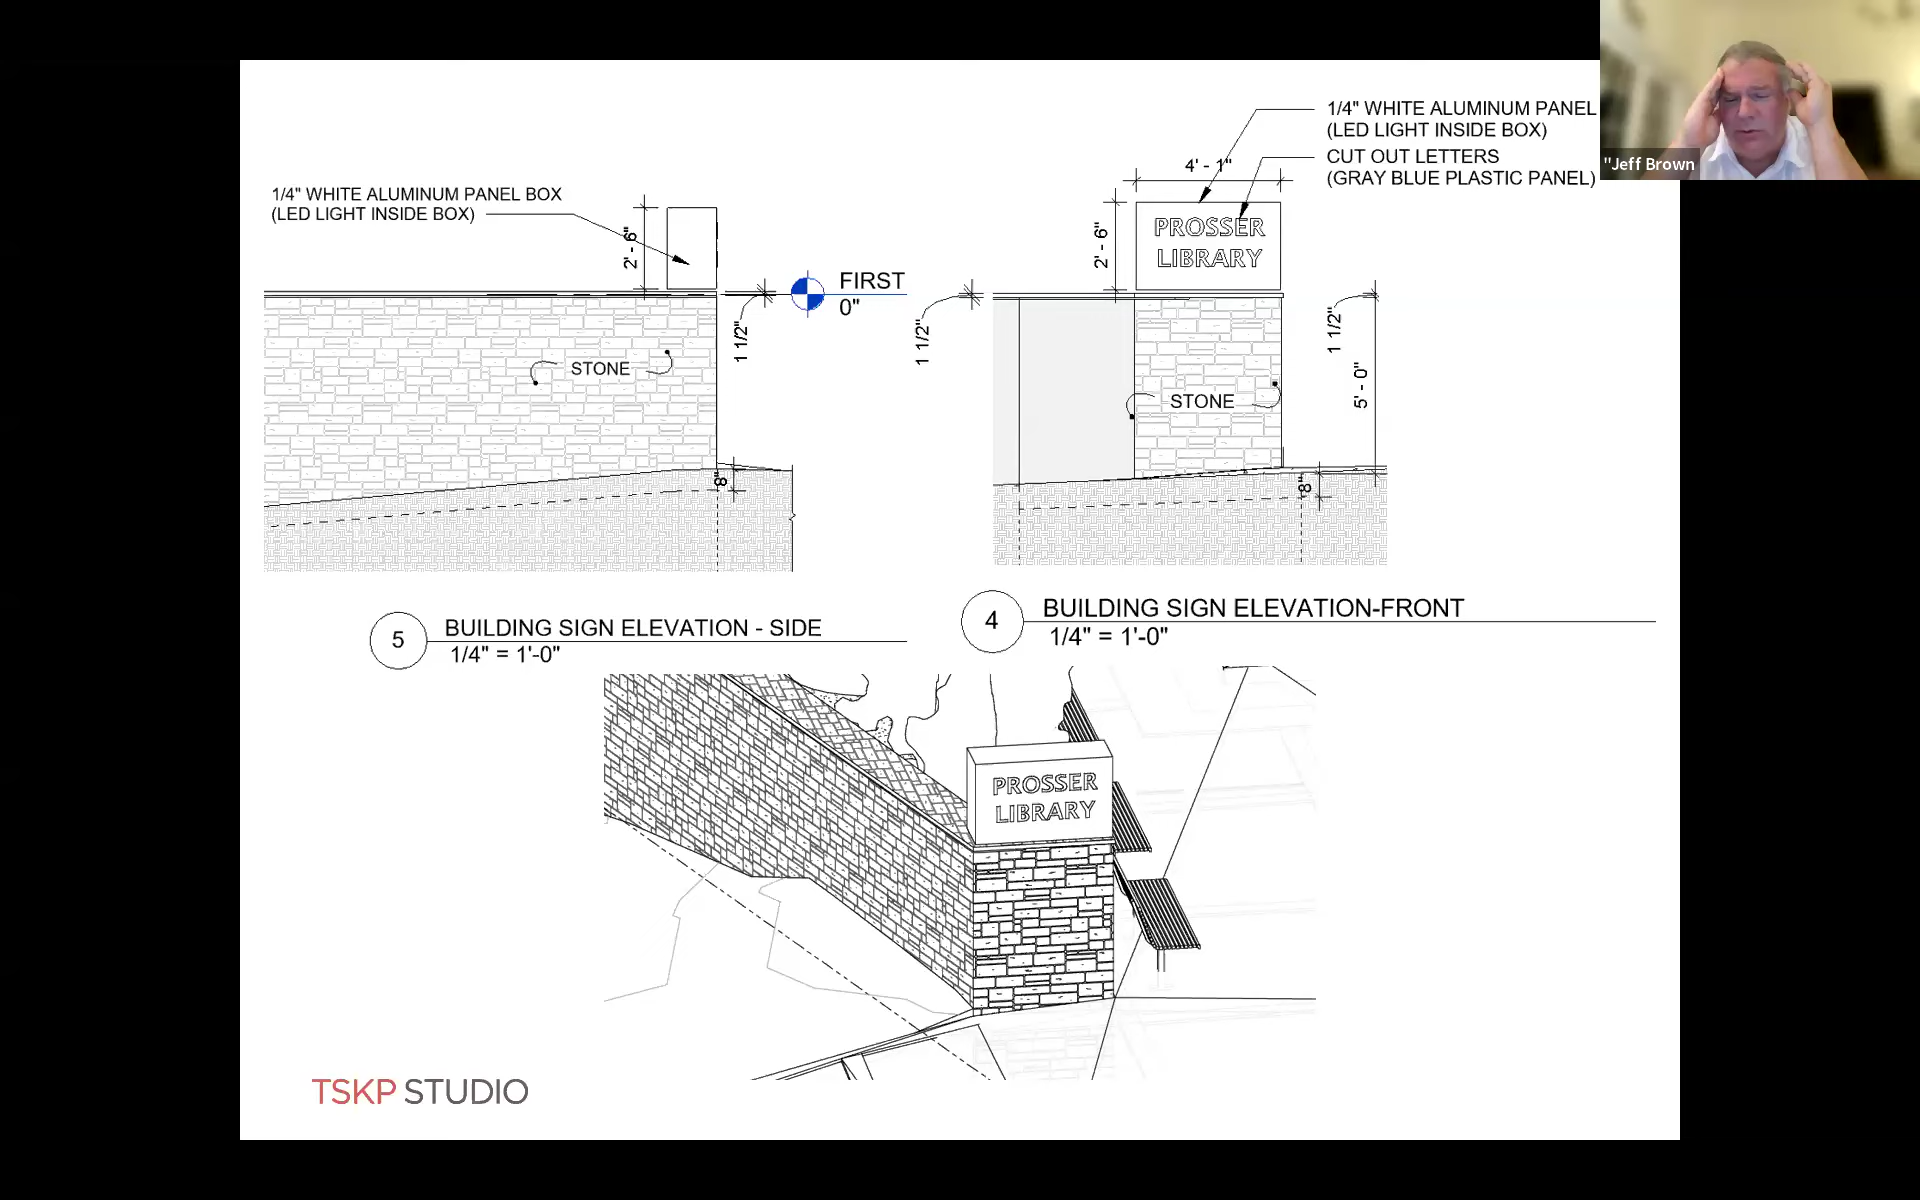 1/4" WHITE ALUMINUM PANEL
(LED LIGHT INSIDE BOX)
CUT OUT LETTERS
(GRAY BLUE PLASTIC PANEL)
"Jeff Brown
4' - 1"
1/4" WHITE ALUMINUM PANEL BOX
(LED LIGHT INSIDE BOX)
2' - 6"
2' - 6"
PROSSER
LIBRARY
FIRST
0"
1 1/2"
1 1/2"
1 1/2"
STONE
STONE
5' - 0"
8"
8"
5
BUILDING SIGN ELEVATION - SIDE
1/4" = 1'-0"
4
BUILDING SIGN ELEVATION-FRONT
1/4" = 1'-0"
PROSSER
LIBRARY
TSKP STUDIO